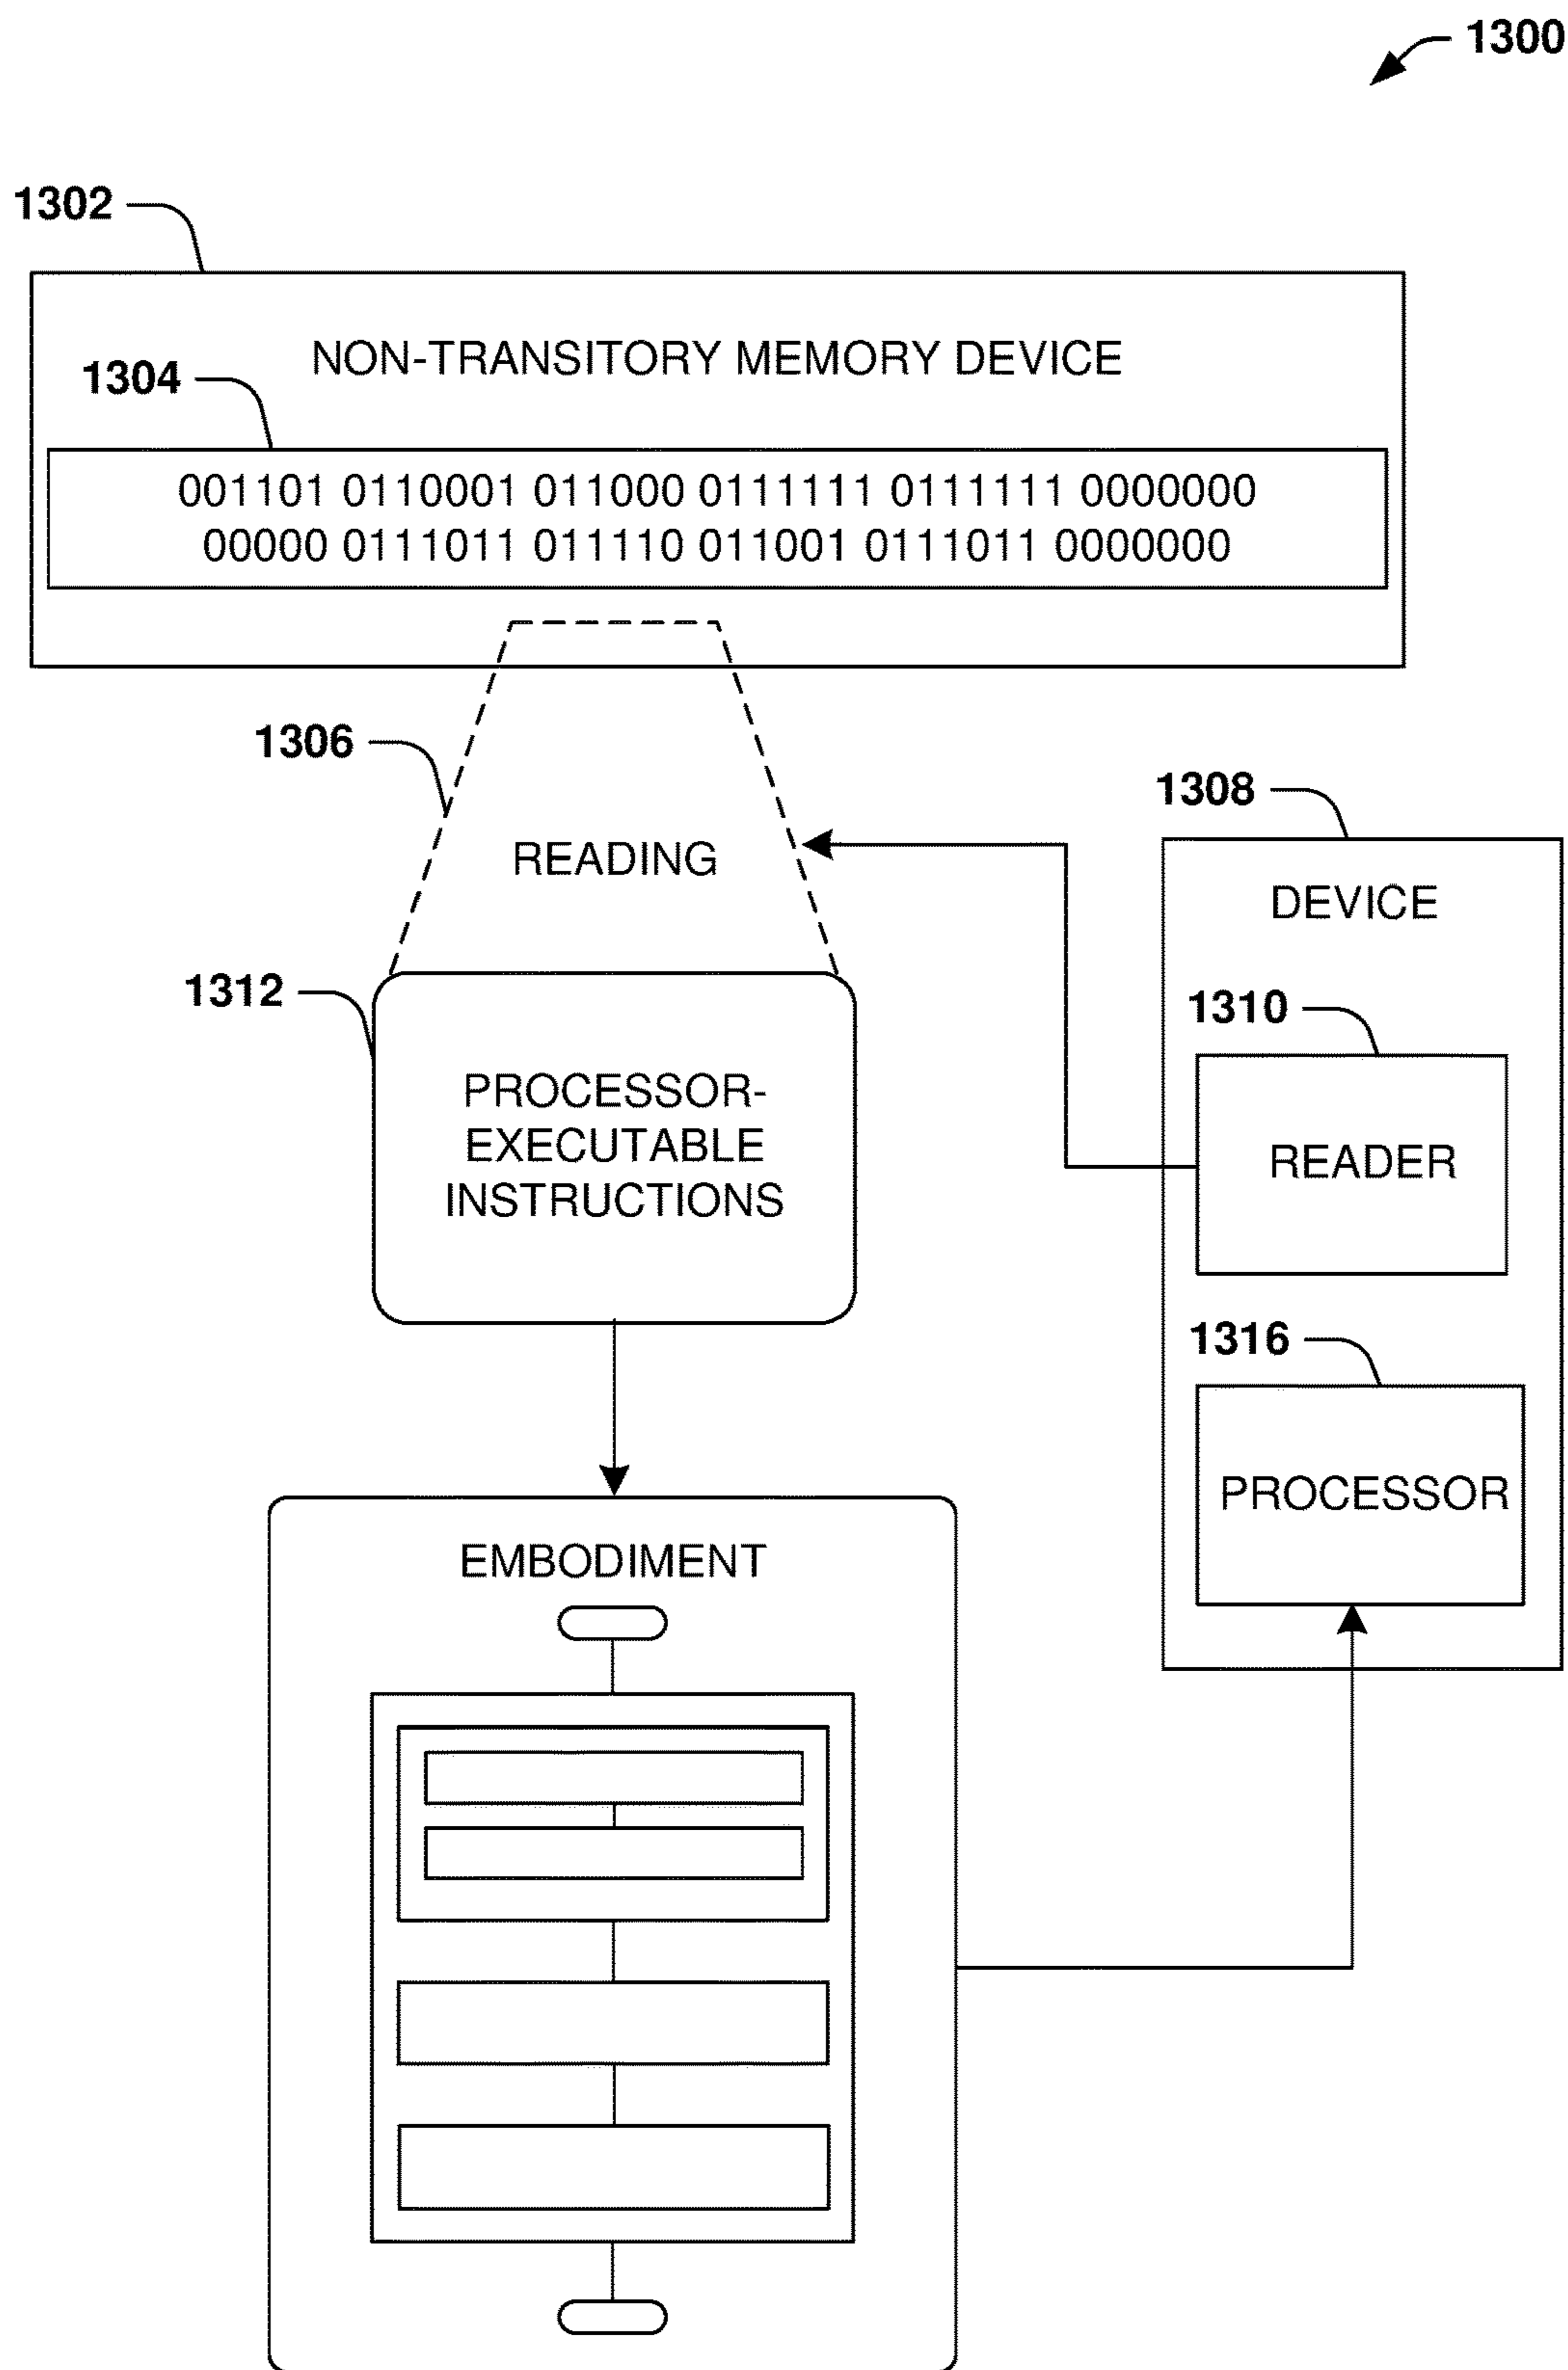 1300
1302
NON-TRANSITORY MEMORY DEVICE
1304
001101 0110001 011000 0111111 0111111 0000000
00000 0111011 011110 011001 0111011 0000000
1306
READING
1308
DEVICE
1310
READER
1312
PROCESSOR-
EXECUTABLE
INSTRUCTIONS
1316
PROCESSOR
EMBODIMENT